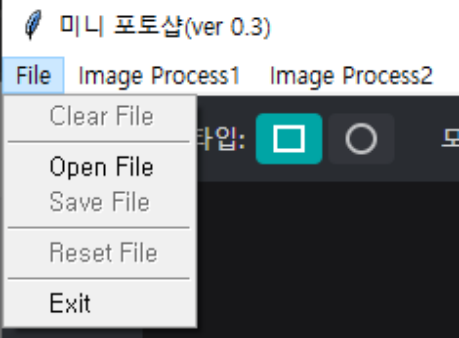 미니 포토샵(ver 0.3)
File Image Process1 Image Process2
Clear File
타입:
Open File
Save File
Reset File
Exit